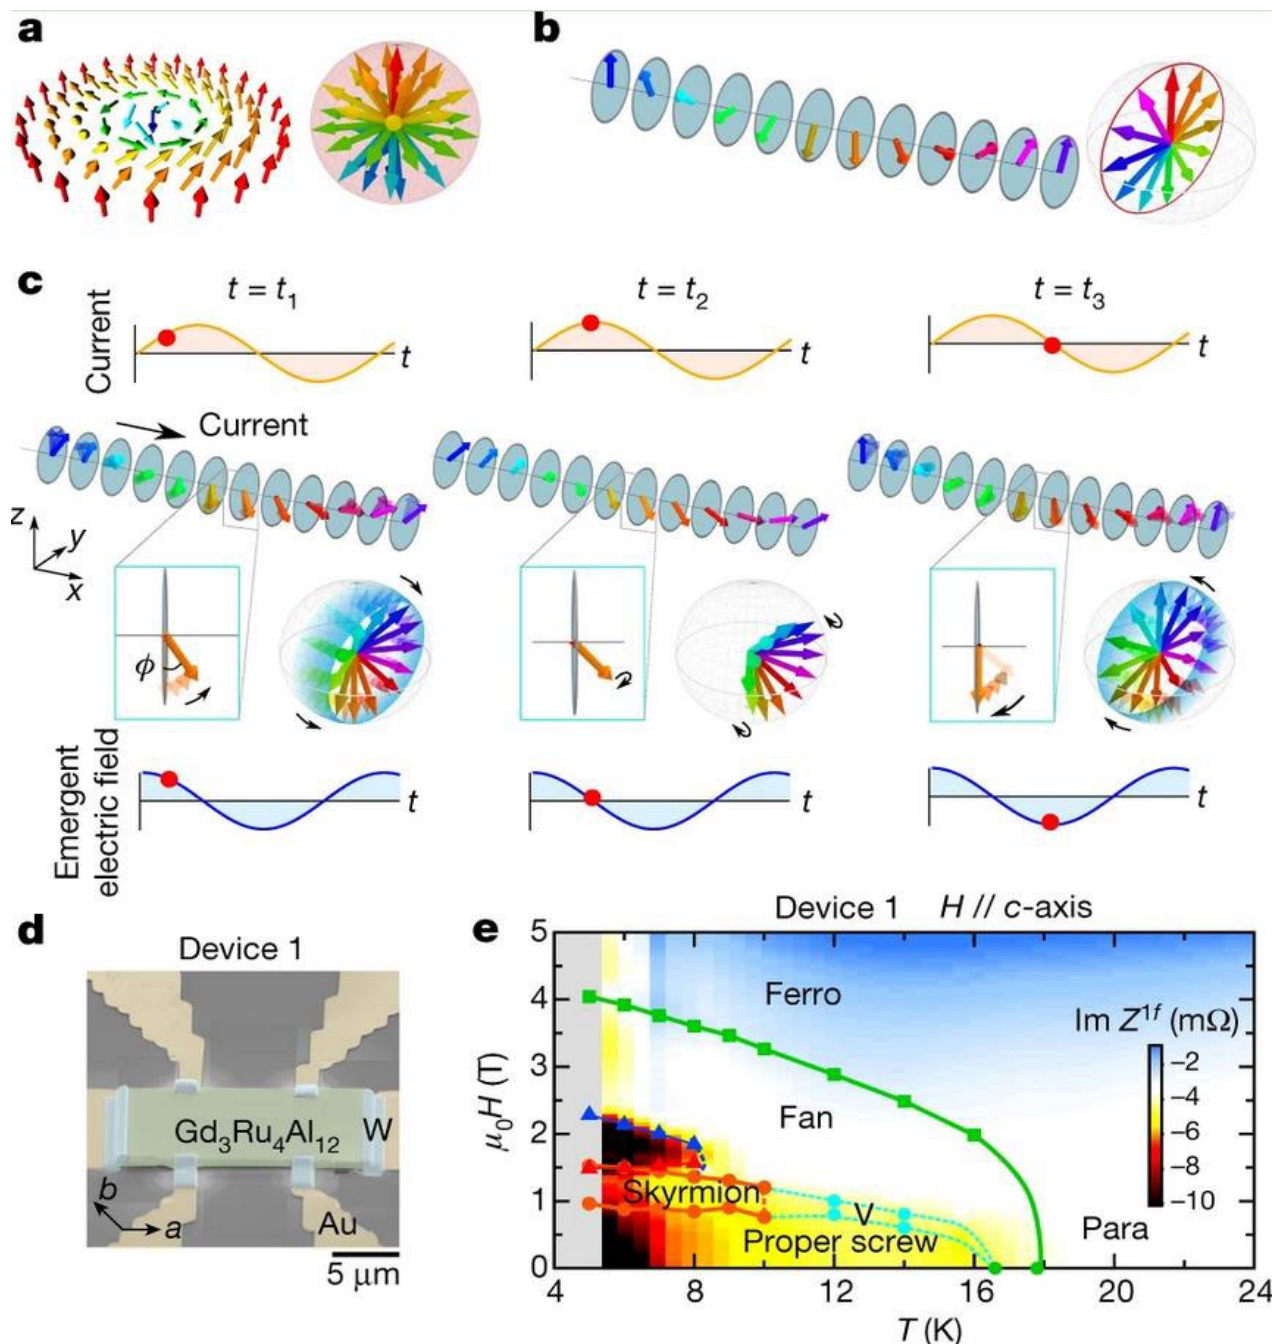 a
b
c
t = t₁
t = t₂
t = t₃
Current
t
t
t
Current
z
y
x
ϕ
Emergent
electric field
t
t
t
d
Device 1
Gd₃Ru₄Al₁₂
W
b
a
Au
5 μm
e
Device 1 H // c-axis
μ₀H (T)
5
4
3
2
1
0
Ferro
Fan
Skyrmion
V
Proper screw
Para
Im Z¹ᶠ (mΩ)
−2
−4
−6
−8
−10
4 8 12 16 20 24
T (K)